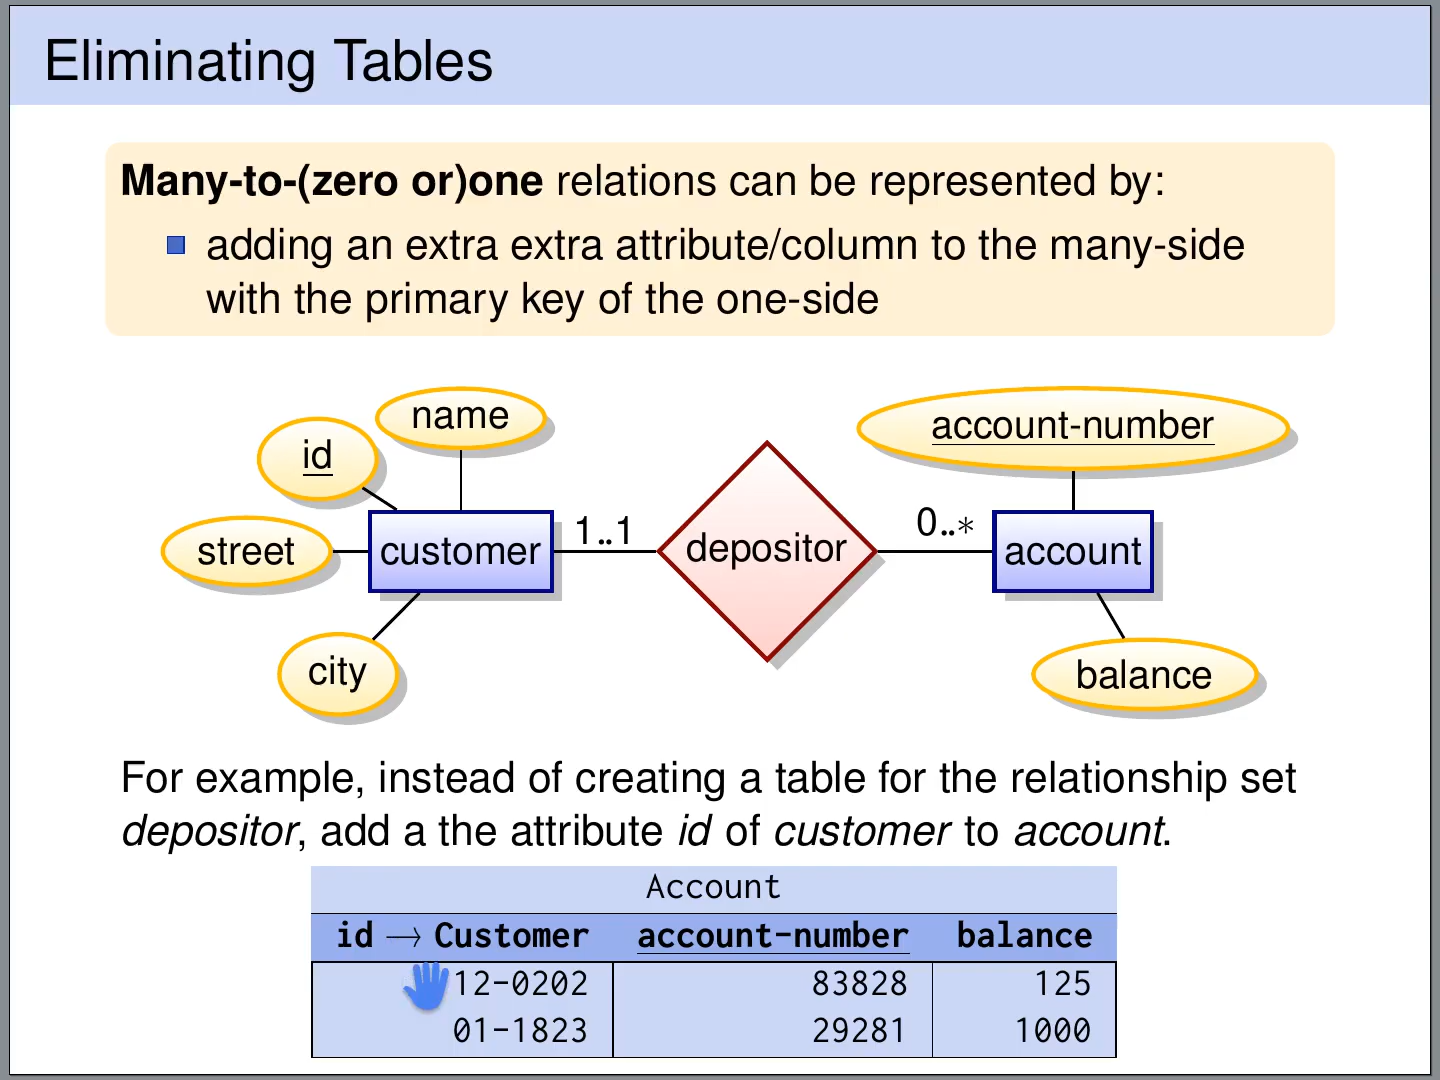 Eliminating Tables
Many-to-(zero or)one relations can be represented by:
adding an extra extra attribute/column to the many-side
with the primary key of the one-side
name
account-number
id
1..1
0..*
street
customer
depositor
account
city
balance
For example, instead of creating a table for the relationship set
depositor, add a the attribute id of customer to account.
Account
id → Customer account-number balance
12-0202 83828 125
01-1823 29281 1000